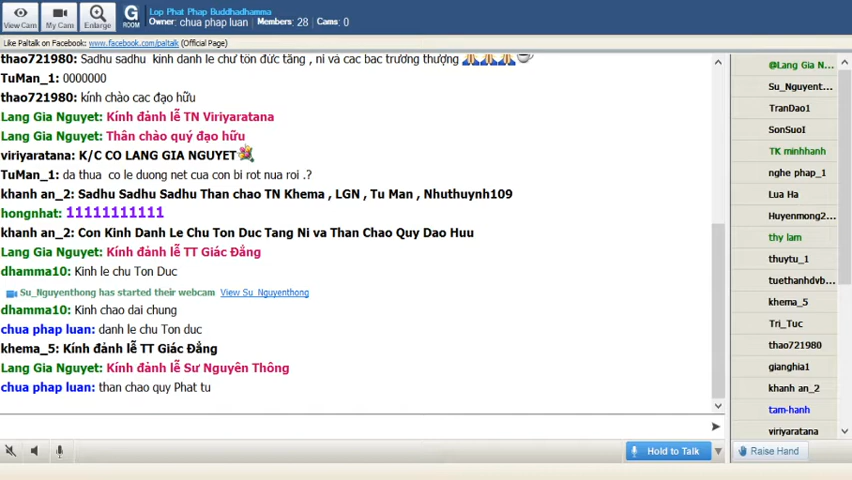 View Cam
My Cam
Enlarge
G
ROOM
Lop Phat Phap Buddhadhamma
Owner: chua phap luan Members: 28 Cams: 0
Like Paltalk on Facebook: www.facebook.com/paltalk (Official Page)
thao721980: Sadhu sadhu kinh danh le chư tôn đức tăng , ni và các bac trương thượng
TuMan_1: 0000000
thao721980: kính chào cac đạo hữu
Lang Gia Nguyet: Kính đảnh lễ TN Viriyaratana
Lang Gia Nguyet: Thân chào quý đạo hữu
viriyaratana: K/C CO LANG GIA NGUYET
TuMan_1: da thua co le duong net cua con bi rot nua roi .?
khanh an_2: Sadhu Sadhu Sadhu Than chao TN Khema , LGN , Tu Man , Nhuthuynh109
hongnhat: 11111111111
khanh an_2: Con Kinh Danh Le Chu Ton Duc Tang Ni va Than Chao Quy Dao Huu
Lang Gia Nguyet: Kính đảnh lễ TT Giác Đẳng
dhamma10: Kinh le chu Ton Duc
Su_Nguyenthong has started their webcam View Su_Nguyenthong
dhamma10: Kinh chao dai chung
chua phap luan: danh le chu Ton duc
khema_5: Kính đảnh lễ TT Giác Đẳng
Lang Gia Nguyet: Kính đảnh lễ Sư Nguyên Thông
chua phap luan: than chao quy Phat tu
@Lang Gia N...
Su_Nguyent...
TranDao1
SonSuoI
TK minhhanh
nghe phap_1
Lua Ha
Huyenmong2...
thy lam
thuytu_1
tuethanhdvb...
khema_5
Tri_Tuc
thao721980
gianghia1
khanh an_2
tam-hanh
viriyaratana
Hold to Talk
Raise Hand